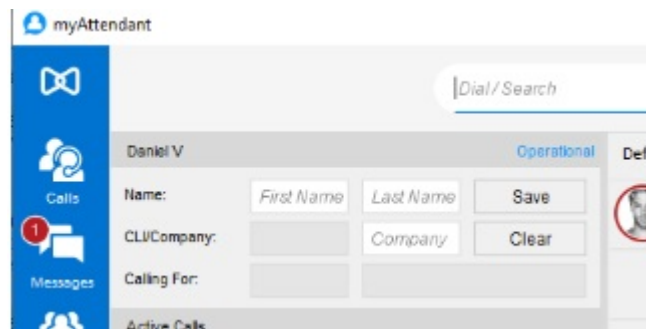 myAttendant
Dial / Search
Daniel V Operational Def
Name: First Name Last Name Save
Calls
CLI/Company: Company Clear
1
Calling For:
Messages
Active Calls